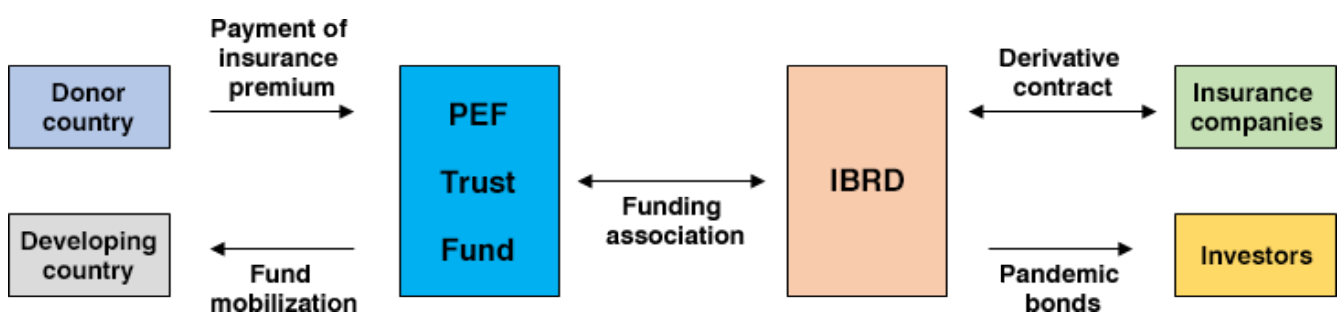 Donor
country
Payment of
insurance
premium
Developing
country
Fund
mobilization
PEF
Trust
Fund
Funding
association
IBRD
Derivative
contract
Insurance
companies
Pandemic
bonds
Investors